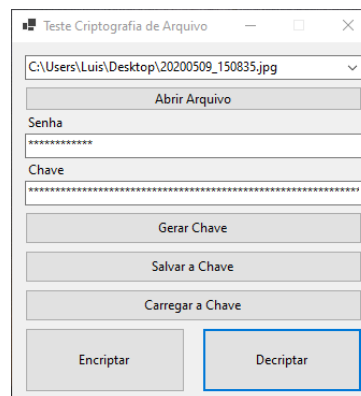 Teste Criptografia de Arquivo
C:\Users\Luis\Desktop\20200509_150835.jpg
Abrir Arquivo
Senha
************
Chave
************************************************************
Gerar Chave
Salvar a Chave
Carregar a Chave
Encriptar Decriptar